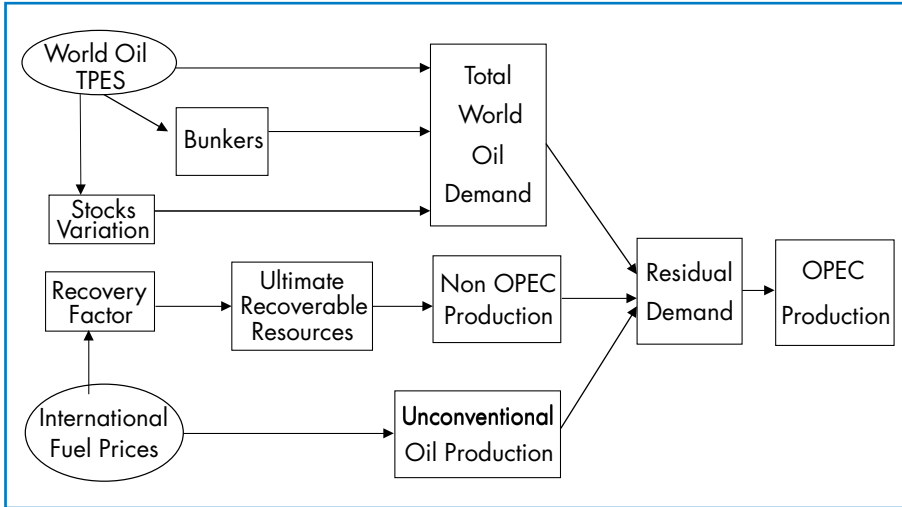 World Oil
TPES
Bunkers
Stocks
Variation
Total
World
Oil
Demand
Recovery
Factor
Ultimate
Recoverable
Resources
Non OPEC
Production
Residual
Demand
OPEC
Production
International
Fuel Prices
Unconventional
Oil Production